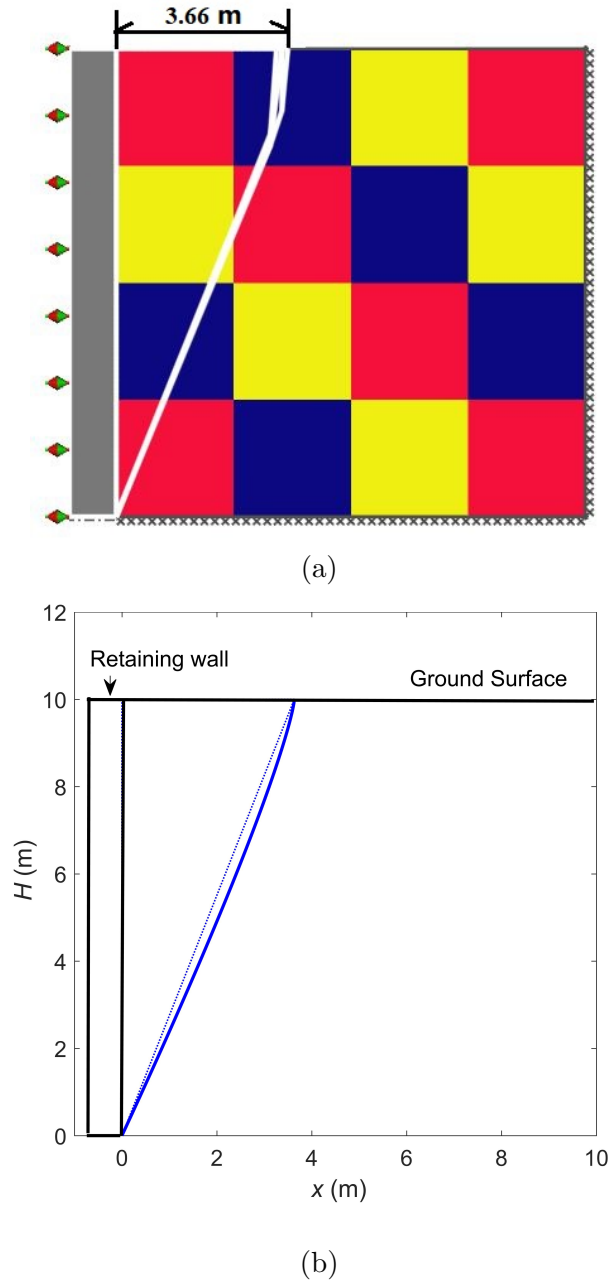 3.66 m
(a)
12
Retaining wall
Ground Surface
10
8
6
4
2
0
H (m)
0 2 4 6 8 10
x (m)
(b)